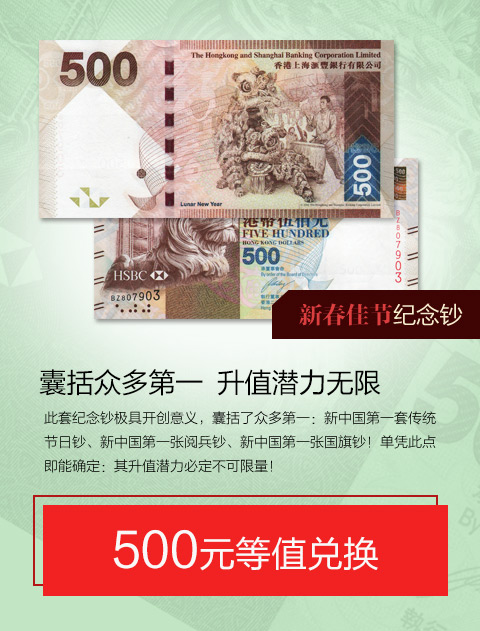 500
The Hongkong and Shanghai Banking Corporation Limited
香港上海滙豐銀行有限公司
500
Lunar New Year
港幣伍佰元
FIVE HUNDRED
HONG KONG DOLLARS
500
HSBC
BZ807903
BZ807903
新春佳节纪念钞
囊括众多第一 升值潜力无限
此套纪念钞极具开创意义，囊括了众多第一：新中国第一套传统
节日钞、新中国第一张阅兵钞、新中国第一张国旗钞！单凭此点
即能确定：其升值潜力必定不可限量！
500元等值兑换